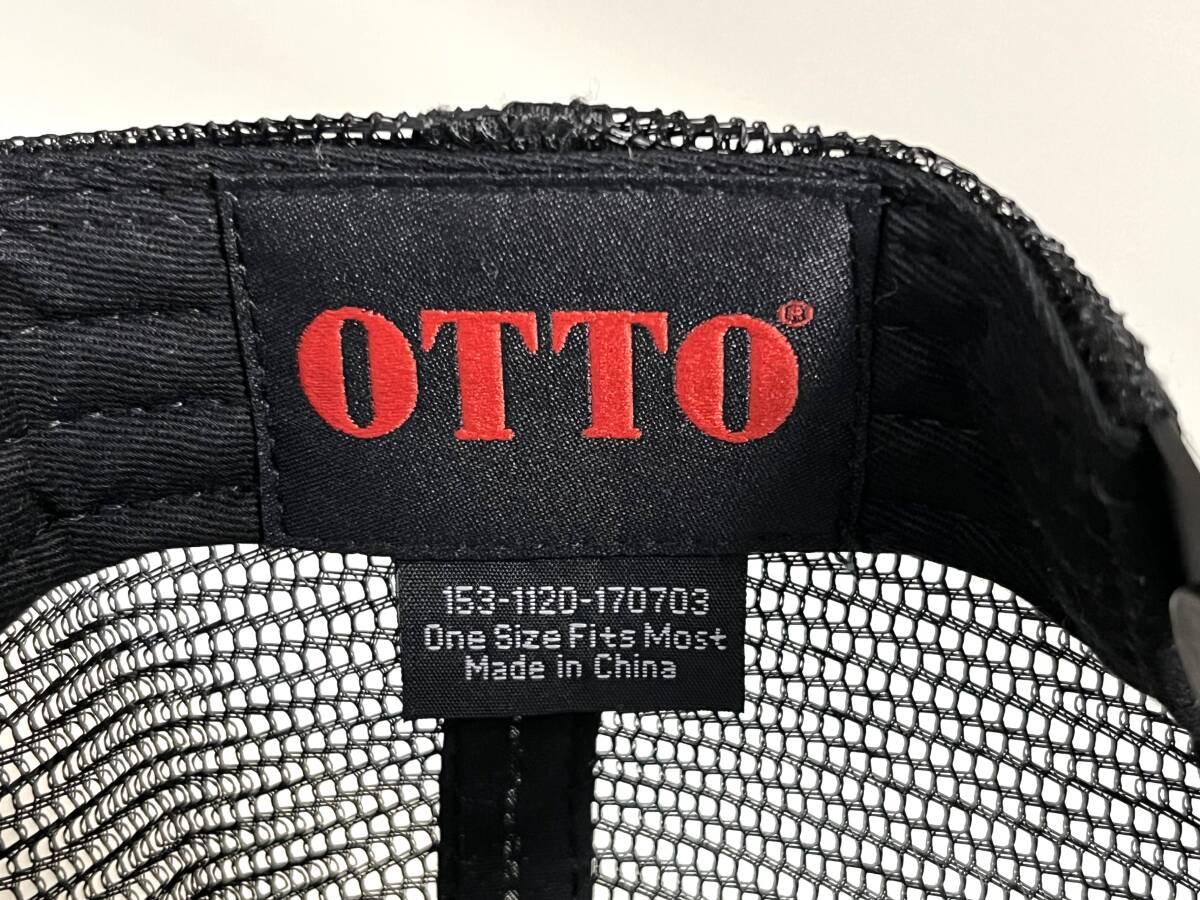 OTTO®
153-1120-170703
One Size Fits Most
Made in China